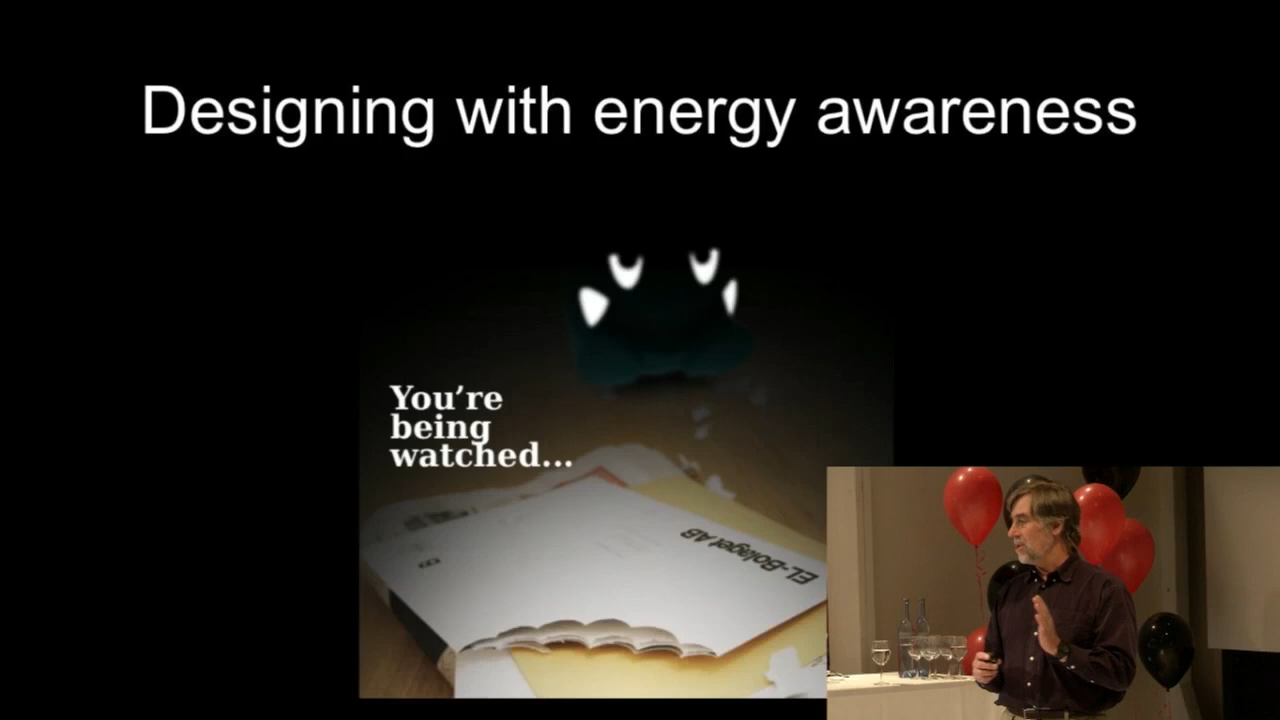 Designing with energy awareness
You’re
being
watched...
EL-Bolaget AB